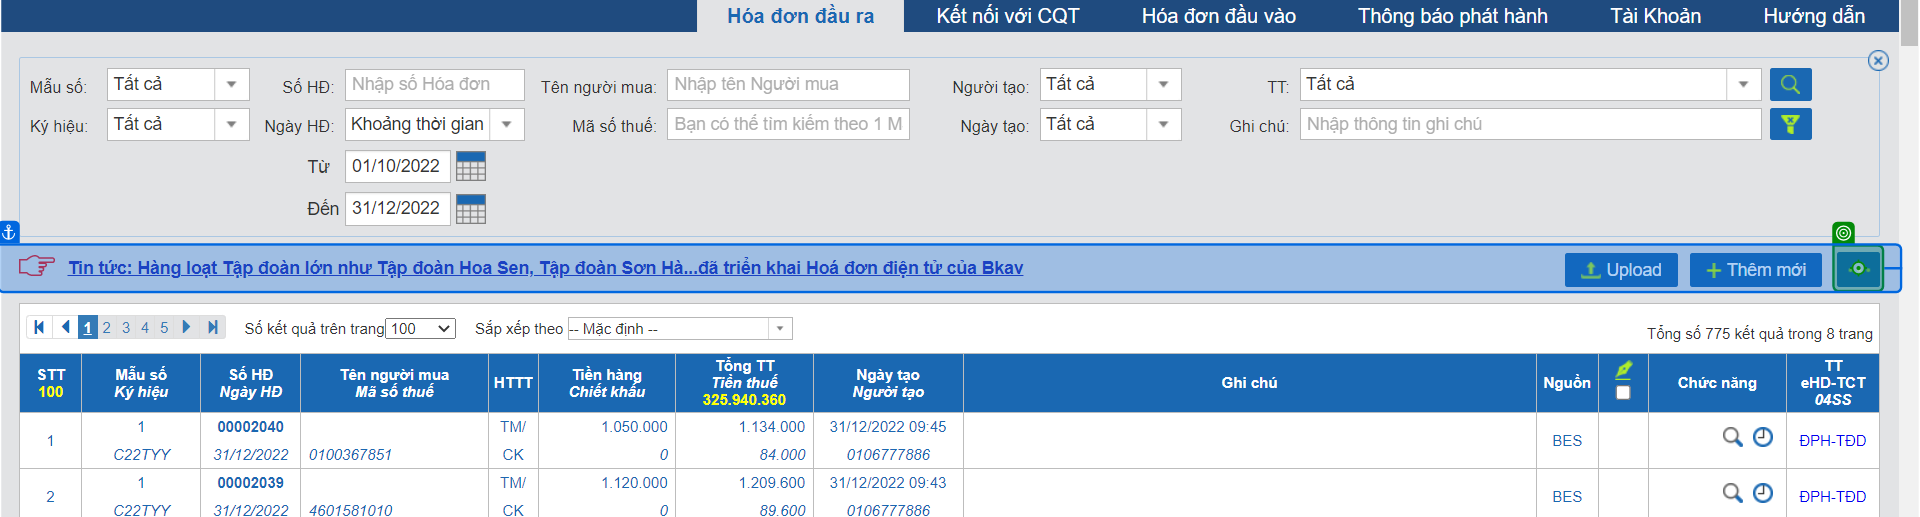 Hóa đơn đầu ra Kết nối với CQT Hóa đơn đầu vào Thông báo phát hành Tài Khoản Hướng dẫn
Mẫu số: Tất cả Số HĐ: Nhập số Hóa đơn Tên người mua: Nhập tên Người mua Người tạo: Tất cả TT: Tất cả
Ký hiệu: Tất cả Ngày HĐ: Khoảng thời gian Mã số thuế: Bạn có thể tìm kiếm theo 1 M Ngày tạo: Tất cả Ghi chú: Nhập thông tin ghi chú
Từ 01/10/2022
Đến 31/12/2022
Tin tức: Hàng loạt Tập đoàn lớn như Tập đoàn Hoa Sen, Tập đoàn Sơn Hà...đã triển khai Hoá đơn điện tử của Bkav Upload Thêm mới
1 2 3 4 5 Số kết quả trên trang 100 Sắp xếp theo -- Mặc định -- Tổng số 775 kết quả trong 8 trang
STT Mẫu số Số HĐ Tên người mua HTTT Tiền hàng Tổng TT Ngày tạo Ghi chú Nguồn Chức năng TT
100 Ký hiệu Ngày HĐ Mã số thuế Chiết khấu Tiền thuế Người tạo eHD-TCT
325.940.360 04SS
1 1 00002040 TM/ 1.050.000 1.134.000 31/12/2022 09:45 BES ĐPH-TĐD
C22TYY 31/12/2022 0100367851 CK 0 84.000 0106777886
2 1 00002039 TM/ 1.120.000 1.209.600 31/12/2022 09:43 BES ĐPH-TĐD
C22TYY 31/12/2022 4601581010 CK 0 89.600 0106777886